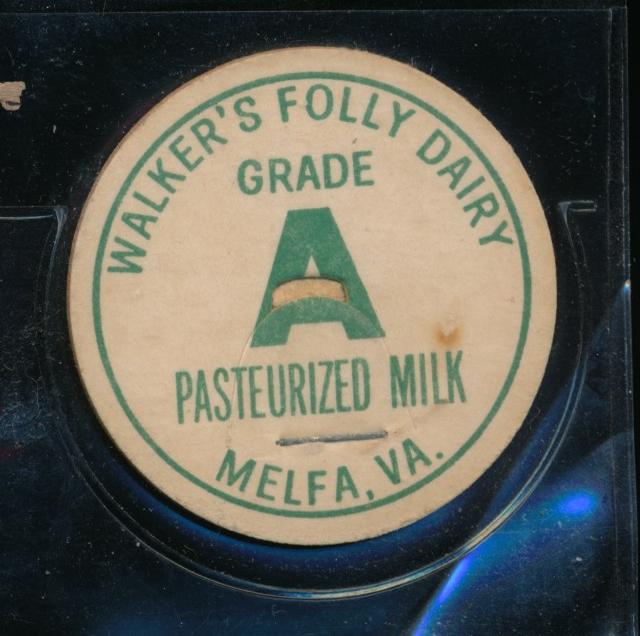 WALKER'S FOLLY DAIRY
GRADE
A
PASTEURIZED MILK
MELFA, VA.